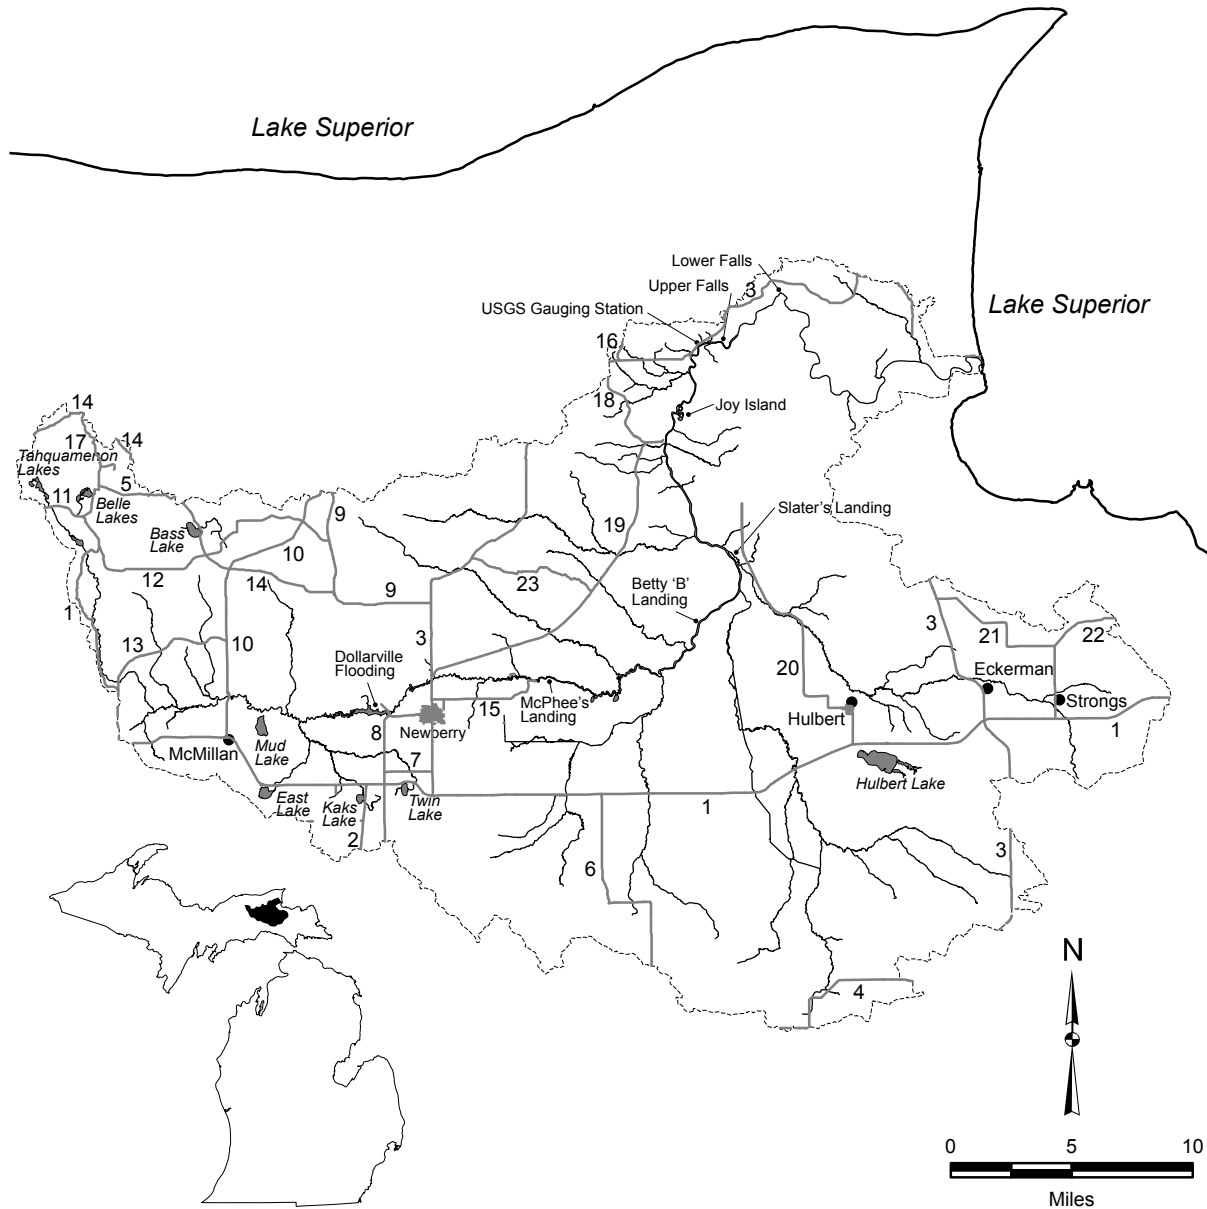 Lake Superior
Lower Falls
Upper Falls
3
USGS Gauging Station
Lake Superior
16
18
Joy Island
14
17
14
Tahquamenon
Lakes
5
11
Belle
Lakes
Bass
Lake
9
10
19
Slater's Landing
12
14
9
23
Betty 'B'
Landing
1
13
10
3
3
21
22
Dollarville
Flooding
20
Eckerman
McPhee's
Landing
15
Strongs
Hulbert
8
Newberry
1
McMillan
Mud
Lake
7
Hulbert Lake
East
Lake
Kaks
Lake
Twin
Lake
1
2
6
3
N
4
0
5
10
Miles